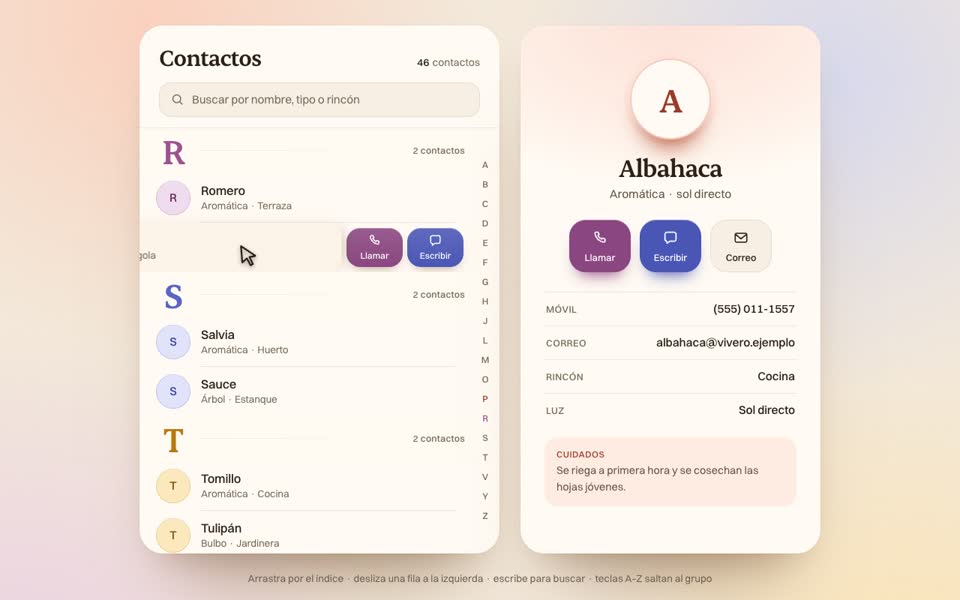 Contactos
46 contactos
Buscar por nombre, tipo o rincón
R
2 contactos
R
Romero
Aromática · Terraza
Llamar
Escribir
S
2 contactos
S
Salvia
Aromática · Huerto
S
Sauce
Árbol · Estanque
T
2 contactos
T
Tomillo
Aromática · Cocina
T
Tulipán
Bulbo · Jardinera
A
B
C
D
E
F
G
H
J
L
M
O
P
R
S
T
V
Y
Z
A
Albahaca
Aromática · sol directo
Llamar
Escribir
Correo
MÓVIL
(555) 011-1557
CORREO
albahaca@vivero.ejemplo
RINCÓN
Cocina
LUZ
Sol directo
CUIDADOS
Se riega a primera hora y se cosechan las
hojas jóvenes.
Arrastra por el índice · desliza una fila a la izquierda · escribe para buscar · teclas A–Z saltan al grupo